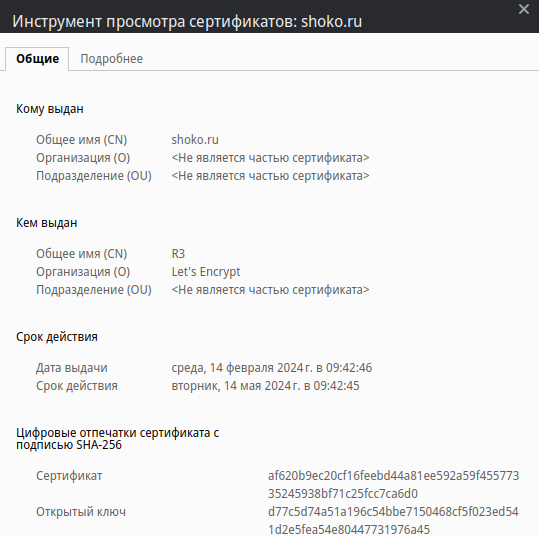 Инструмент просмотра сертификатов: shoko.ru
Общие Подробнее
Кому выдан
Общее имя (CN) shoko.ru
Организация (O) <Не является частью сертификата>
Подразделение (OU) <Не является частью сертификата>
Кем выдан
Общее имя (CN) R3
Организация (O) Let's Encrypt
Подразделение (OU) <Не является частью сертификата>
Срок действия
Дата выдачи среда, 14 февраля 2024 г. в 09:42:46
Срок действия вторник, 14 мая 2024 г. в 09:42:45
Цифровые отпечатки сертификата с
подписью SHA-256
Сертификат af620b9ec20cf16feebd44a81ee592a59f455773
35245938bf71c25fcc7ca6d0
Открытый ключ d77c5d74a51a196c54bbe7150468cf5f023ed54
1d2e5fea54e80447731976a45